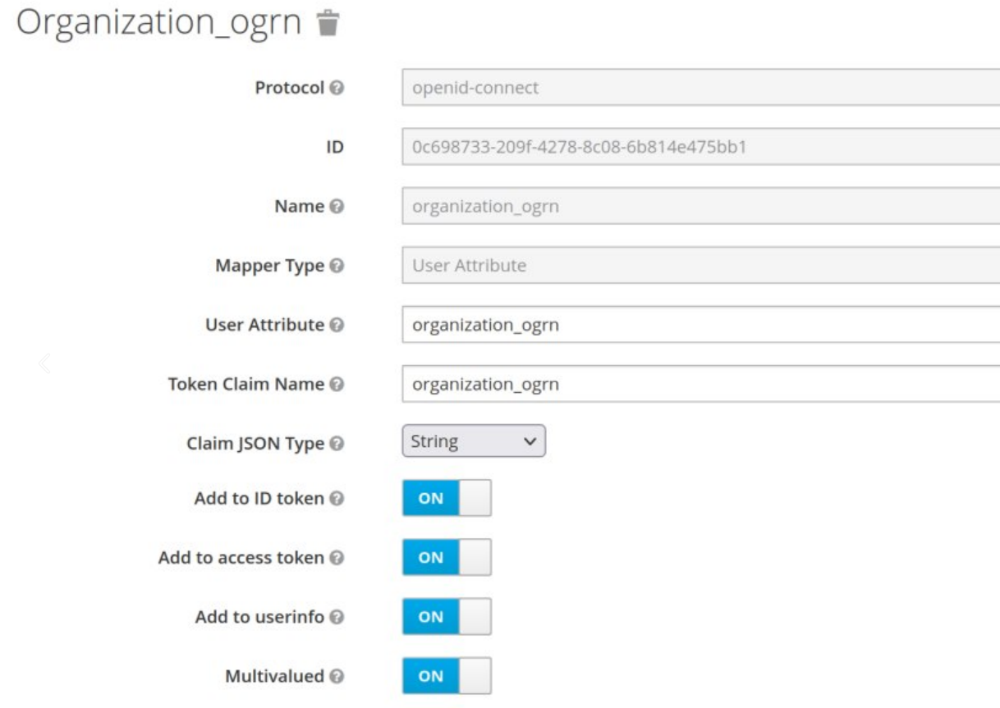 Organization_ogrn
Protocol openid-connect
ID 0c698733-209f-4278-8c08-6b814e475bb1
Name organization_ogrn
Mapper Type User Attribute
User Attribute organization_ogrn
Token Claim Name organization_ogrn
Claim JSON Type String
Add to ID token ON
Add to access token ON
Add to userinfo ON
Multivalued ON